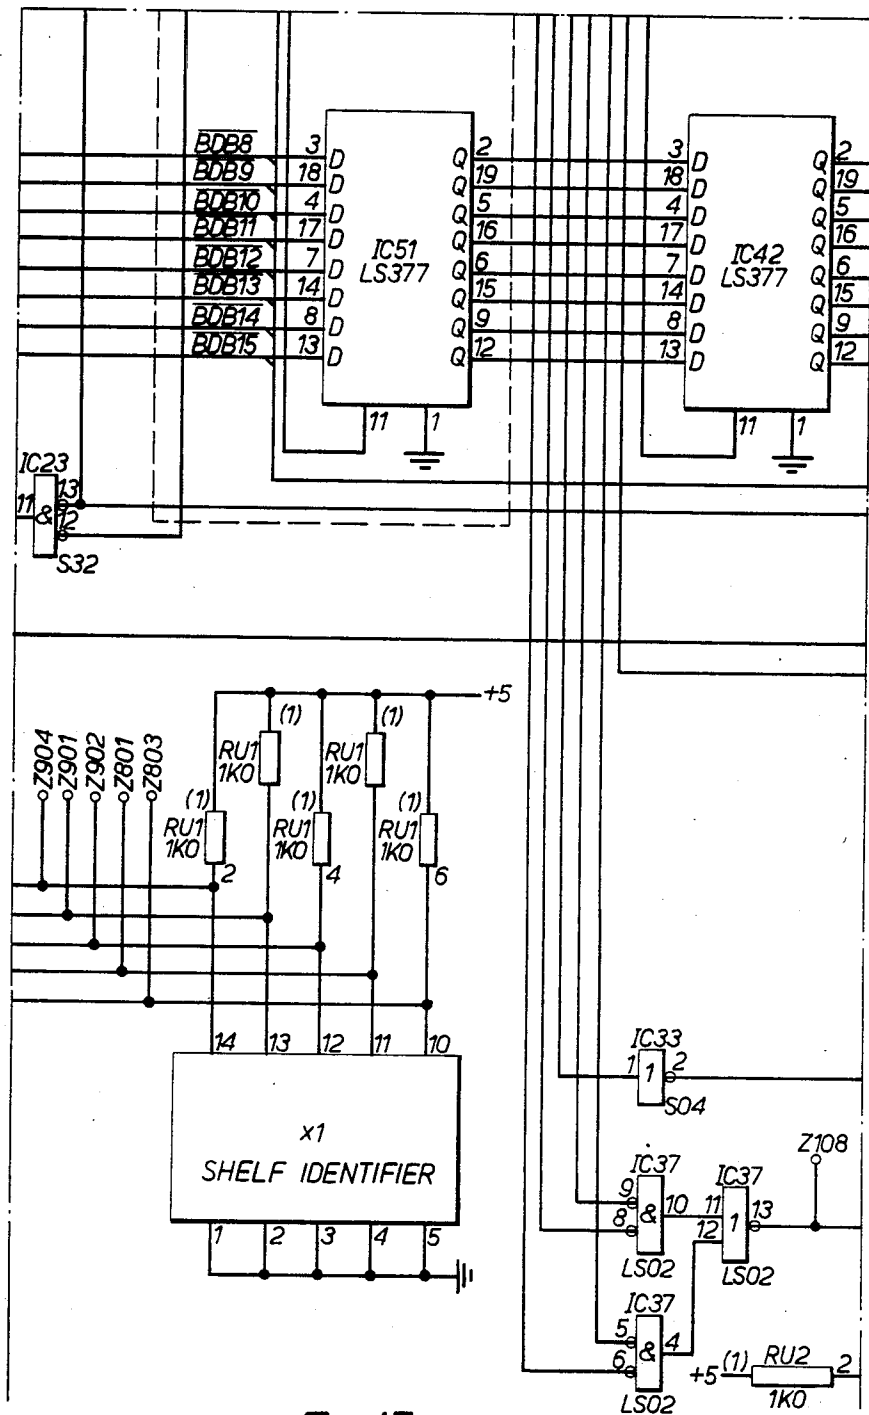 BDB8 3 D Q 2 3 D Q 2
BDB9 18 D Q 19 18 D Q 19
BDB10 4 D Q 5 4 D Q 5
BDB11 17 D Q 16 17 D Q 16
IC51 IC42
LS377 LS377
BDB12 7 D Q 6 7 D Q 6
BDB13 14 D Q 15 14 D Q 15
BDB14 8 D Q 9 8 D Q 9
BDB15 13 D Q 12 13 D Q 12
11 1 11 1
IC23
13
11 &
12
S32
+5
(1) (1)
Z904 Z901 Z902 Z801 Z803
RU1 RU1
1K0 1K0
(1) (1) (1)
RU1 RU1 RU1
1K0 1K0 1K0
2 4 6
14 13 12 11 10
X1
SHELF IDENTIFIER
1 2 3 4 5
IC33
1 1 2
S04
Z108
IC37 IC37
9 & 10 11 1 13
8 12
LS02 LS02
IC37
5 & 4
6
LS02
+5 (1) RU2 2
1K0